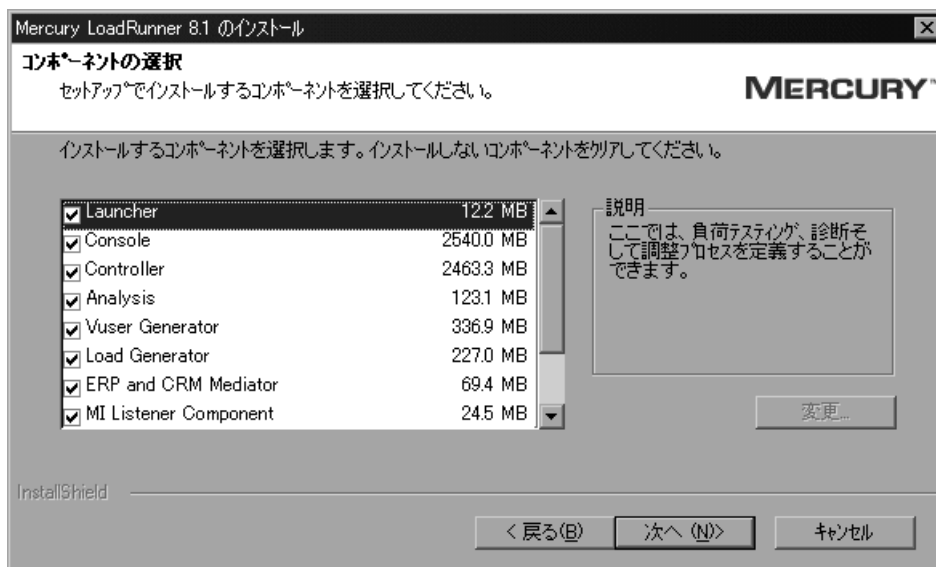 Mercury LoadRunner 8.1 のインストール
コンポーネントの選択
セットアップでインストールするコンポーネントを選択してください。
MERCURY™
インストールするコンポーネントを選択します。インストールしないコンポーネントをクリアしてください。
Launcher 12.2 MB
Console 2540.0 MB
Controller 2463.3 MB
Analysis 123.1 MB
Vuser Generator 336.9 MB
Load Generator 227.0 MB
ERP and CRM Mediator 69.4 MB
MI Listener Component 24.5 MB
説明
ここでは、負荷テスティング、診断そ
して調整プロセスを定義することが
できます。
変更...
InstallShield
< 戻る(B)
次へ (N)>
キャンセル